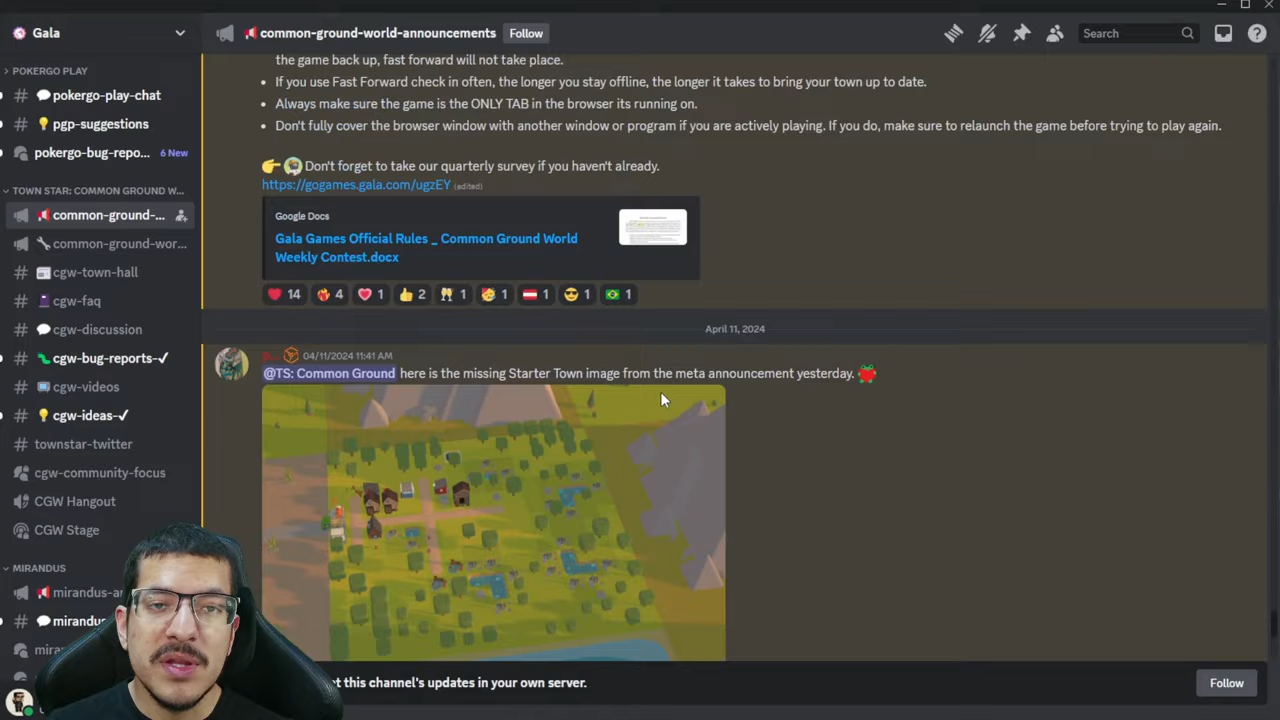 Gala
common-ground-world-announcements
Follow
Search
POKERGO PLAY
pokergo-play-chat
pgp-suggestions
pokergo-bug-repo...
6 New
TOWN STAR: COMMON GROUND W...
common-ground-...
common-ground-wor...
cgw-town-hall
cgw-faq
cgw-discussion
cgw-bug-reports-✓
cgw-videos
cgw-ideas-✓
townstar-twitter
cgw-community-focus
CGW Hangout
CGW Stage
MIRANDUS
mirandus-a
mirandus
the game back up, fast forward will not take place.
• If you use Fast Forward check in often, the longer you stay offline, the longer it takes to bring your town up to date.
• Always make sure the game is the ONLY TAB in the browser its running on.
• Don't fully cover the browser window with another window or program if you are actively playing. If you do, make sure to relaunch the game before trying to play again.
Don't forget to take our quarterly survey if you haven't already.
https://gogames.gala.com/ugzEY (edited)
Google Docs
Gala Games Official Rules _ Common Ground World
Weekly Contest.docx
14 4 1 2 1 1 1 1 1
April 11, 2024
04/11/2024 11:41 AM
@TS: Common Ground here is the missing Starter Town image from the meta announcement yesterday.
t this channel's updates in your own server.
Follow